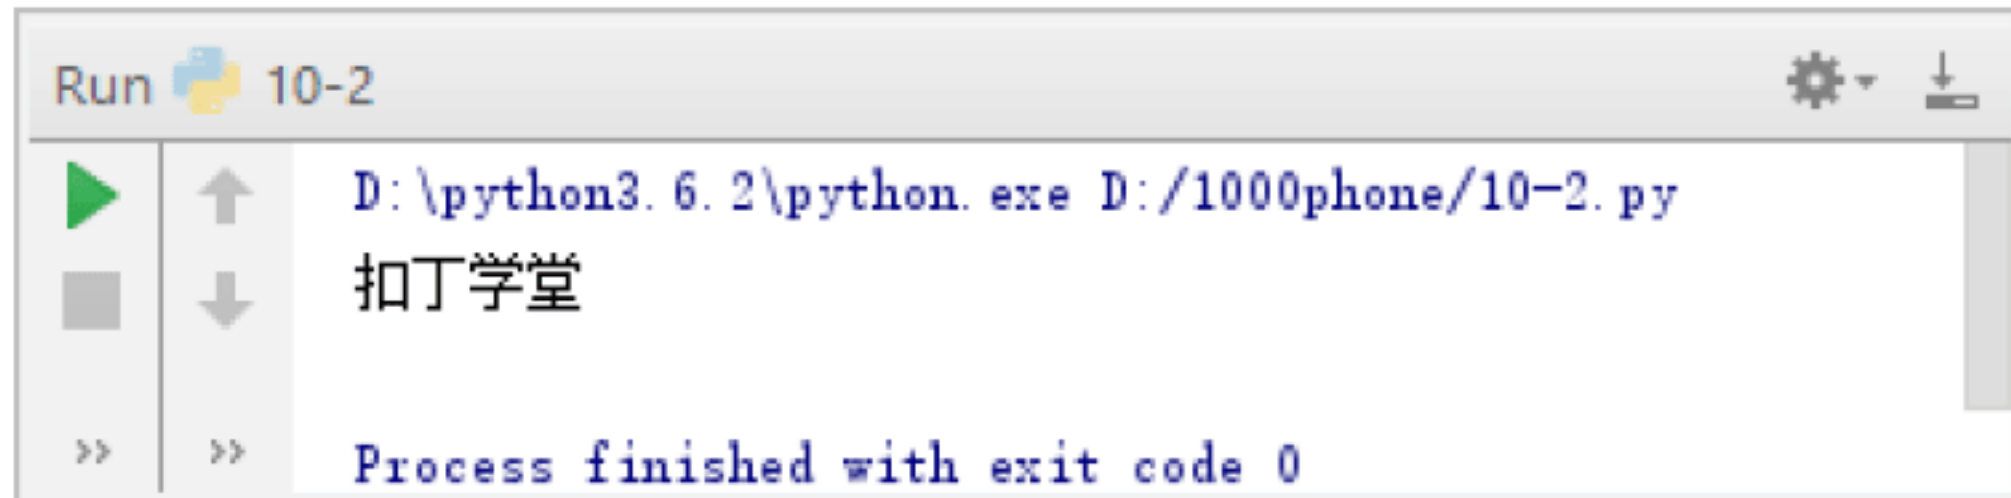 Run 10-2
D:\python3.6.2\python.exe D:/1000phone/10-2.py
扣丁学堂
Process finished with exit code 0